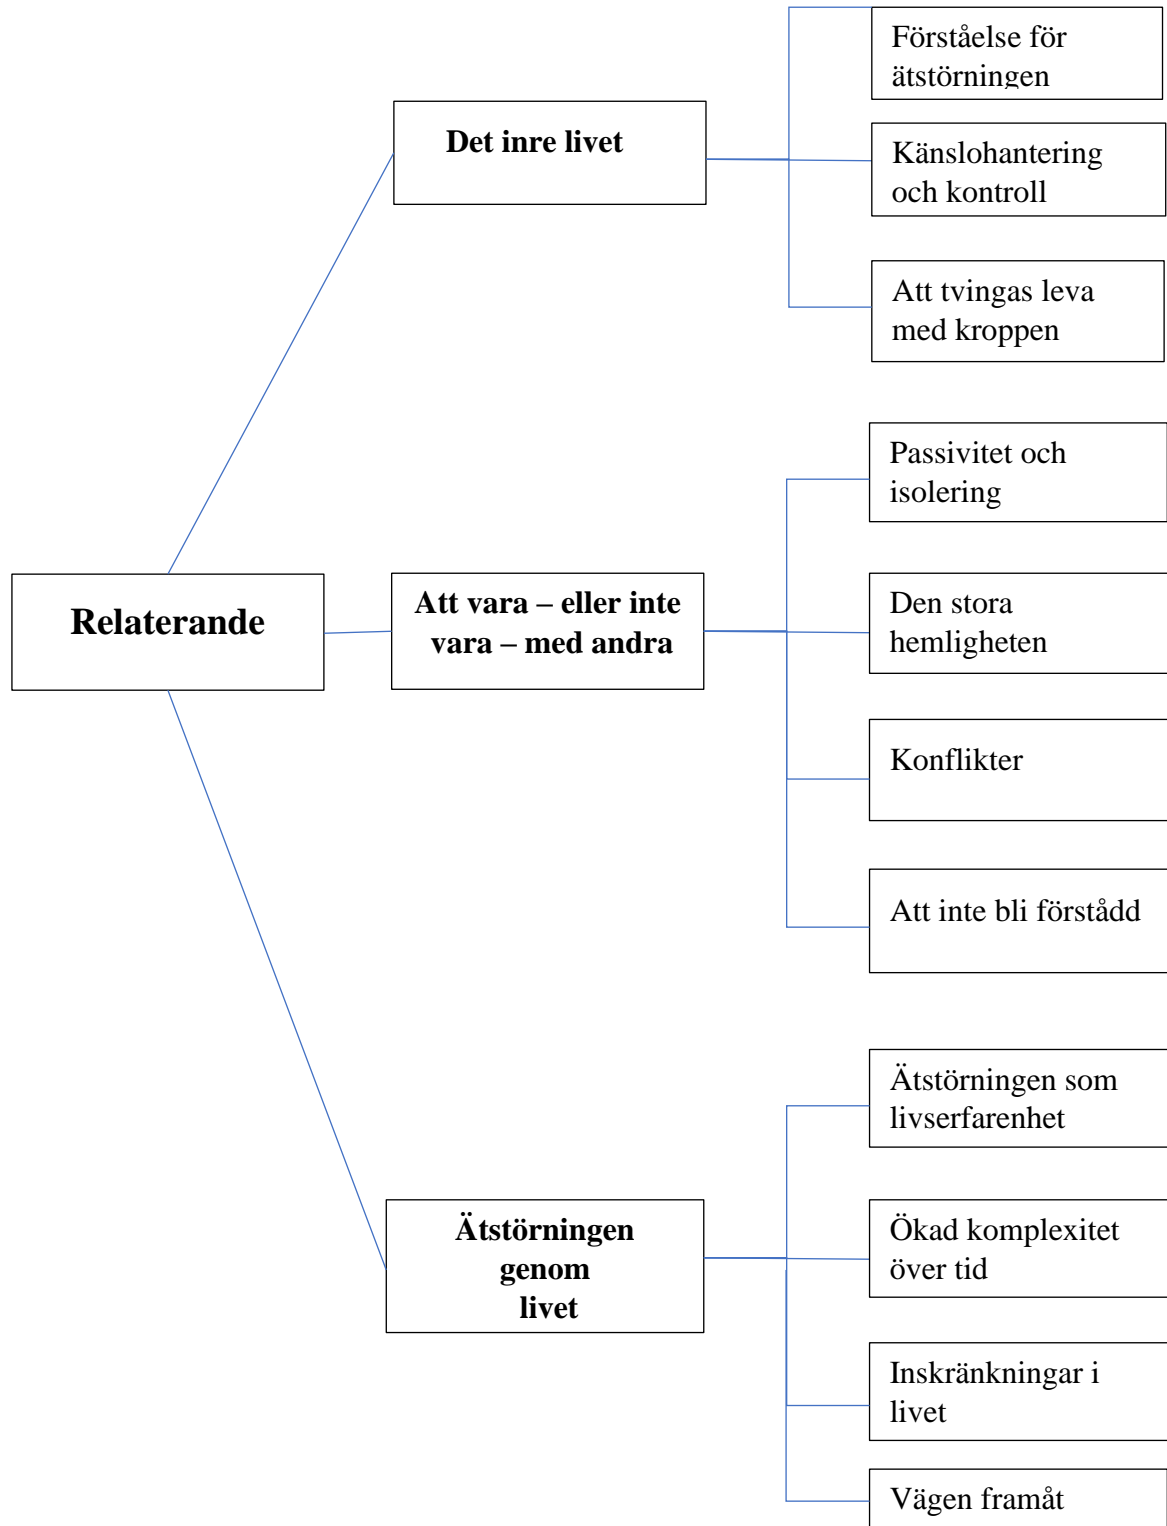 Förståelse för
ätstörningen
Det inre livet
Känslohantering
och kontroll
Att tvingas leva
med kroppen
Passivitet och
isolering
Relaterande
Att vara – eller inte
vara – med andra
Den stora
hemligheten
Konflikter
Att inte bli förstådd
Ätstörningen som
livserfarenhet
Ätstörningen
genom
livet
Ökad komplexitet
över tid
Inskränkningar i
livet
Vägen framåt